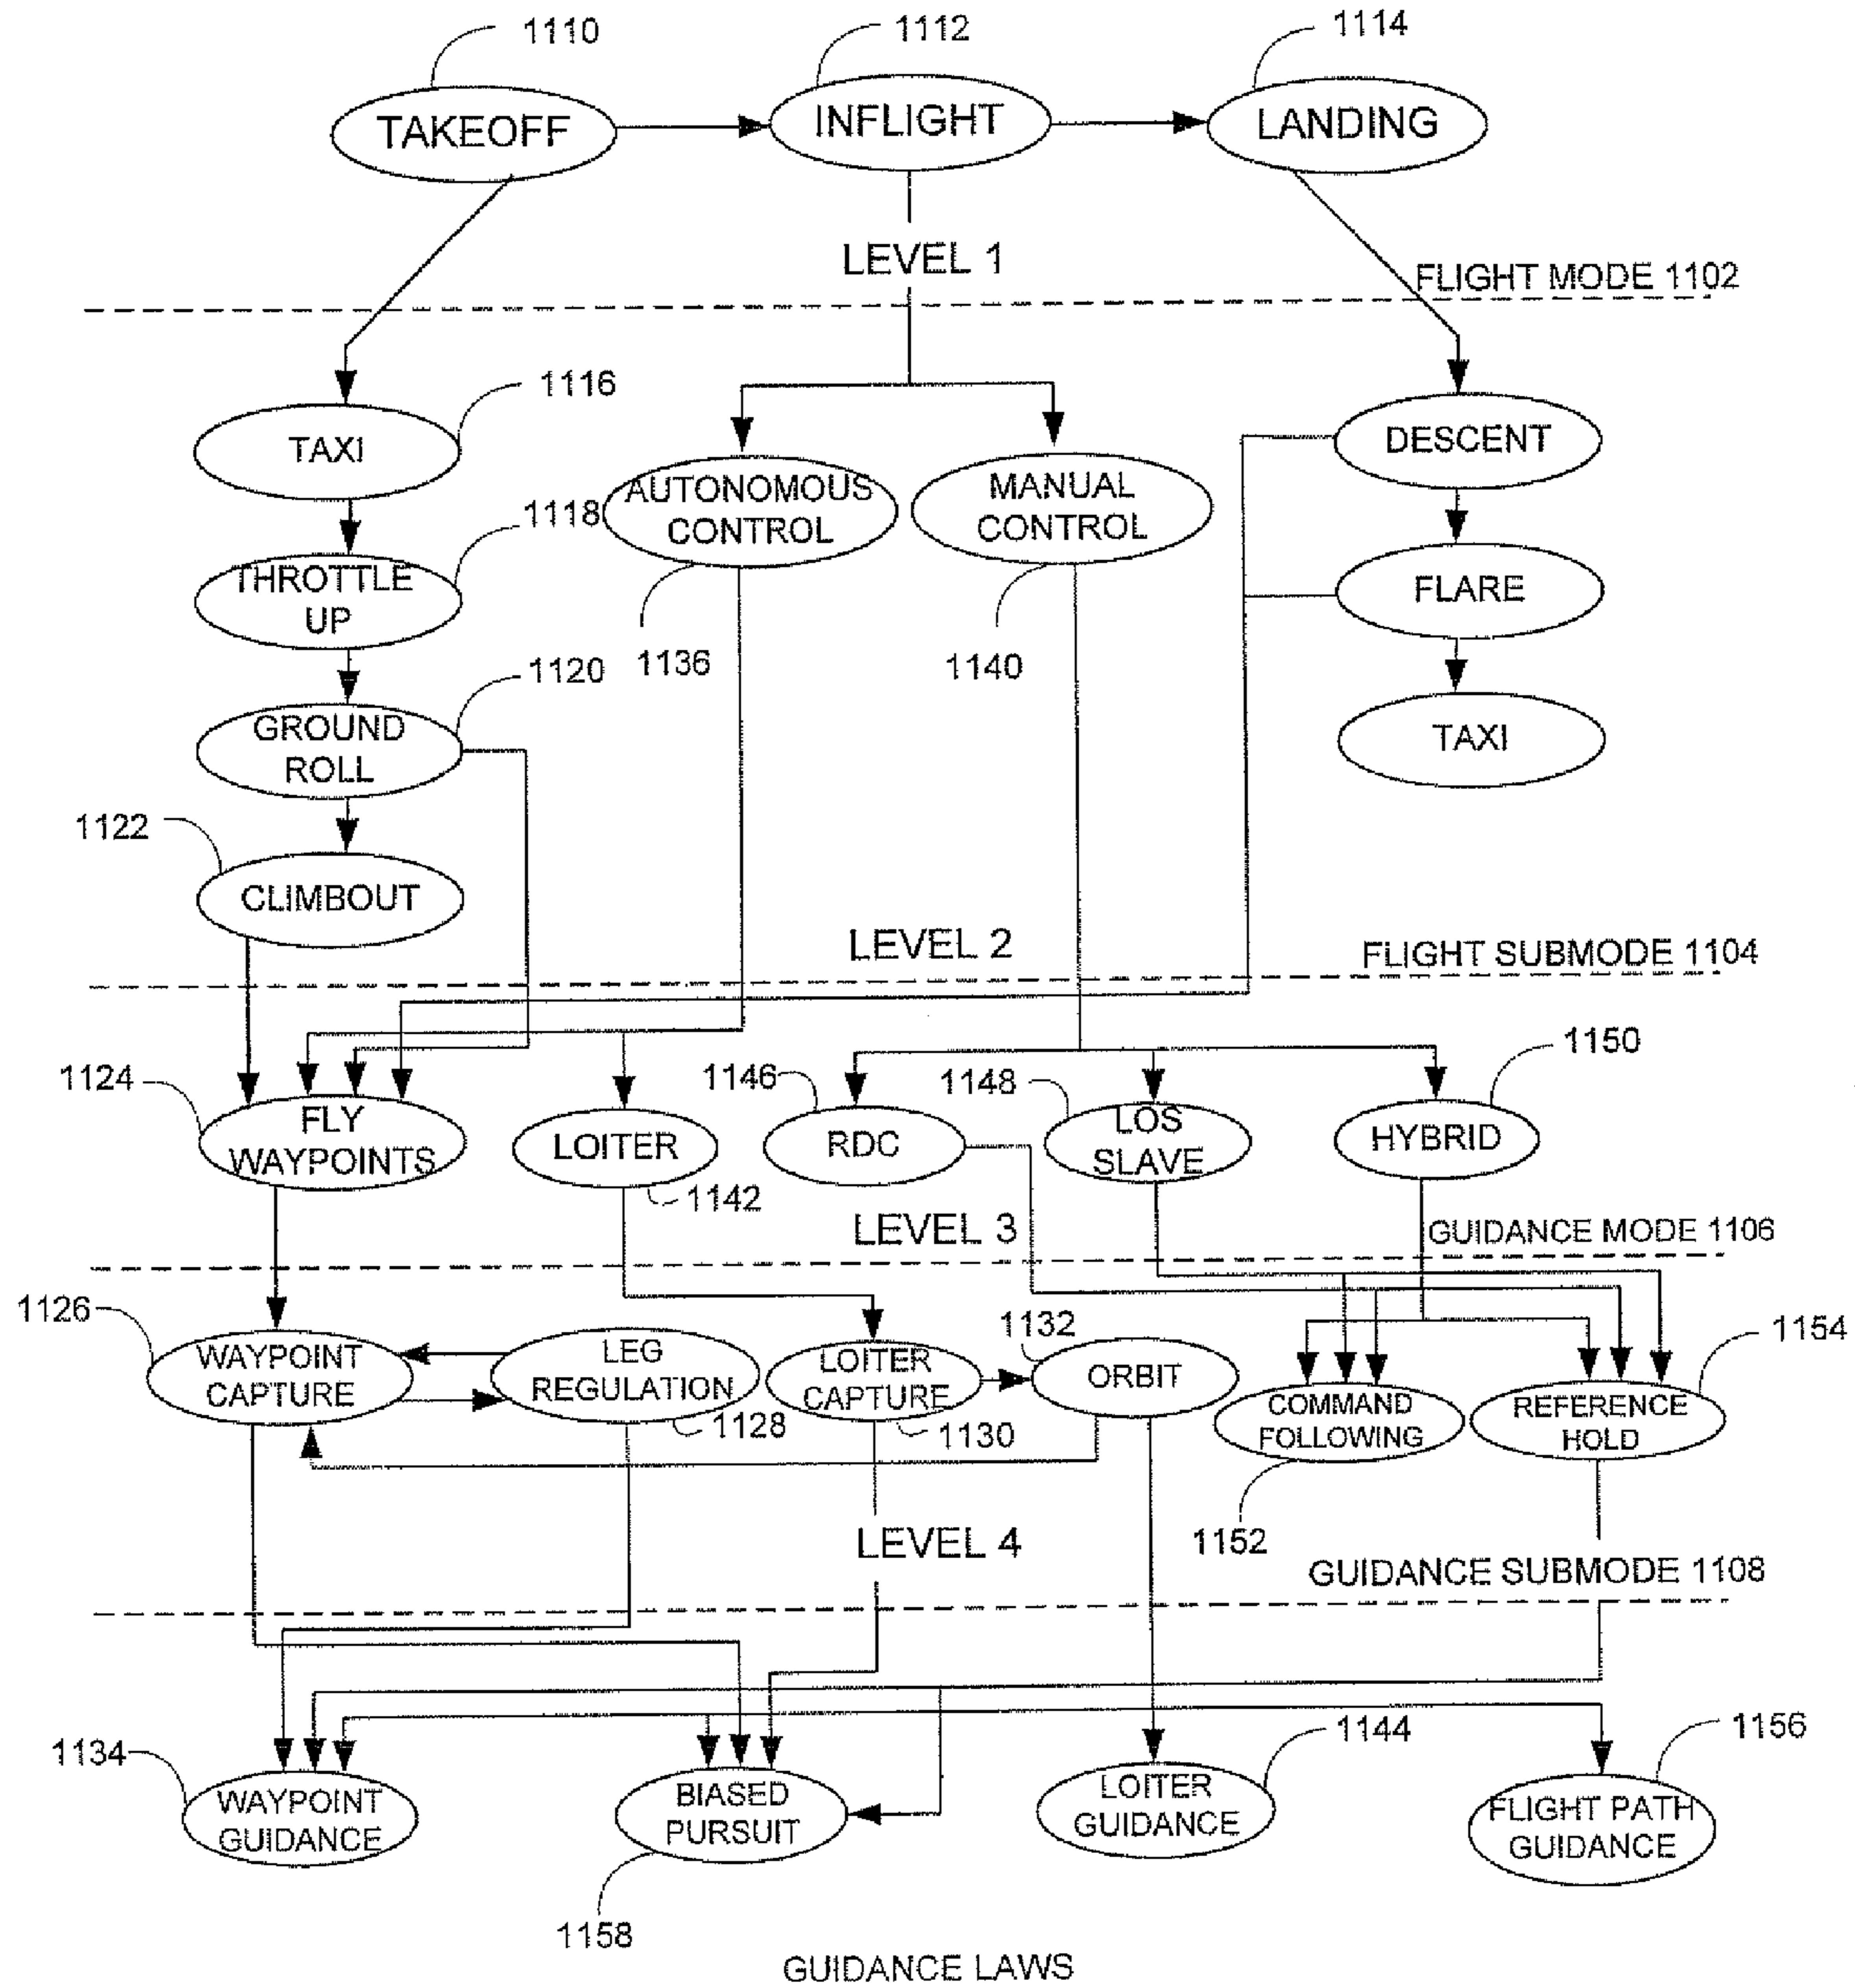 1110
1112
1114
TAKEOFF
INFLIGHT
LANDING
LEVEL 1
FLIGHT MODE 1102
1116
TAXI
AUTONOMOUS
CONTROL
MANUAL
CONTROL
DESCENT
1118
THROTTLE
UP
FLARE
1136
1140
1120
GROUND
ROLL
TAXI
1122
CLIMBOUT
LEVEL 2
FLIGHT SUBMODE 1104
1124
1146
1148
1150
FLY
WAYPOINTS
LOITER
RDC
LOS
SLAVE
HYBRID
1142
LEVEL 3
GUIDANCE MODE 1106
1126
1132
1154
WAYPOINT
CAPTURE
LEG
REGULATION
LOITER
CAPTURE
ORBIT
COMMAND
FOLLOWING
REFERENCE
HOLD
1128
1130
1152
LEVEL 4
GUIDANCE SUBMODE 1108
1134
1144
1156
WAYPOINT
GUIDANCE
BIASED
PURSUIT
LOITER
GUIDANCE
FLIGHT PATH
GUIDANCE
1158
GUIDANCE LAWS